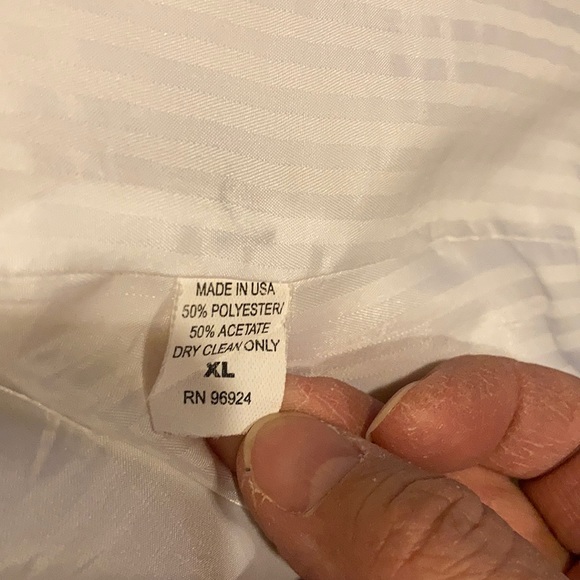 MADE IN USA
50% POLYESTER/
50% ACETATE
DRY CLEAN ONLY
XL
RN 96924